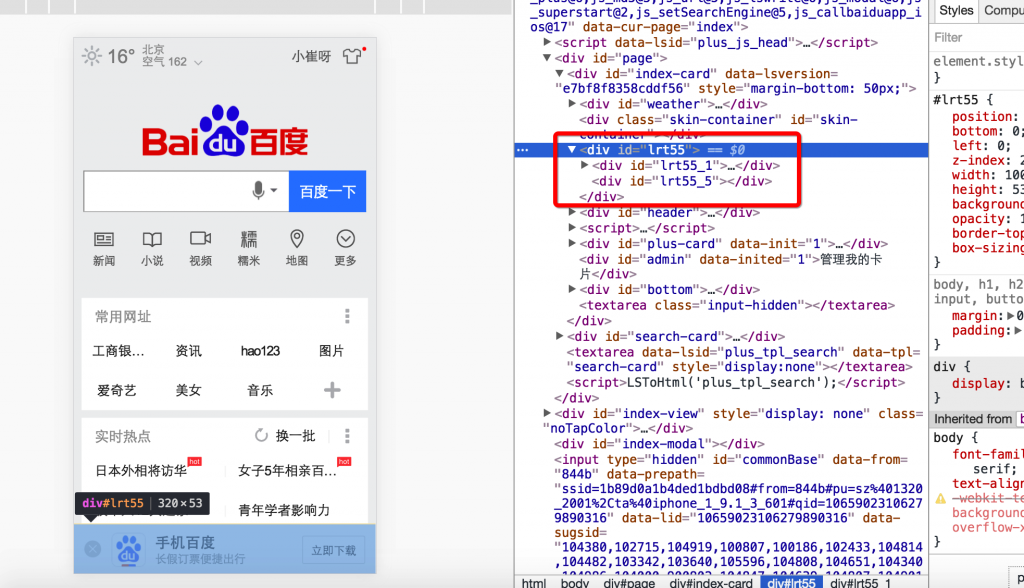 16°
北京
空气 162
小崔呀
Bai du 百度
百度一下
新闻
小说
视频
糯米
地图
更多
常用网址
工商银...
资讯
hao123
图片
爱奇艺
美女
音乐
实时热点
换一批
日本外相将访华
hot
女子5年相亲百...
hot
青年学者影响力
div#lrt55 | 320×53
手机百度
长假订票便捷出行
立即下载
_superstart@2,js_setSearchEngine@5,js_callbaiduapp_i
os@17" data-cur-page="index">
<script data-lsid="plus_js_head">…</script>
<div id="page">
<div id="index-card" data-lsversion=
"e7bf8f8358cddf56" style="margin-bottom: 50px;">
<div id="weather">…</div>
<div class="skin-container" id="skin-
container"></div>
<div id="lrt55"> == $0
<div id="lrt55_1">…</div>
<div id="lrt55_5"></div>
</div>
<div id="header">…</div>
<script>…</script>
<div id="plus-card" data-init="1">…</div>
<div id="admin" data-inited="1">管理我的卡
片</div>
<div id="bottom">…</div>
<textarea class="input-hidden"></textarea>
</div>
<div id="search-card">…</div>
<textarea data-lsid="plus_tpl_search" data-tpl=
"search-card" style="display:none"></textarea>
<script>LSToHtml('plus_tpl_search');</script>
</div>
<div id="index-view" style="display: none" class=
"noTapColor">…</div>
<div id="index-modal"></div>
<input type="hidden" id="commonBase" data-from=
"844b" data-prepath=
"ssid=1b89d0a1b4ded1bdbd08#from=844b#pu=sz%401320
_2001%2Cta%40iphone_1_9.1_3_601#qid=1065902310627
9890316" data-lid="10659023106279890316" data-
sugsid=
"104380,102715,104919,100807,100186,102433,104814
,104482,103342,103640,105596,104808,104651,104340
html body div#page div#index-card div#lrt55 div#lrt55_1
Styles
Compu
Filter
element.styl
}
#lrt55 {
position:
bottom: 0;
left: 0;
z-index: 2
width: 100
height: 53
background
opacity: 1
border-top
box-sizing
}
body, h1, h2
input, butto
margin: 0
padding:
}
div {
display: b
}
Inherited from b
body {
font-famil
serif;
text-align
-webkit-te
background
overflow-x
}